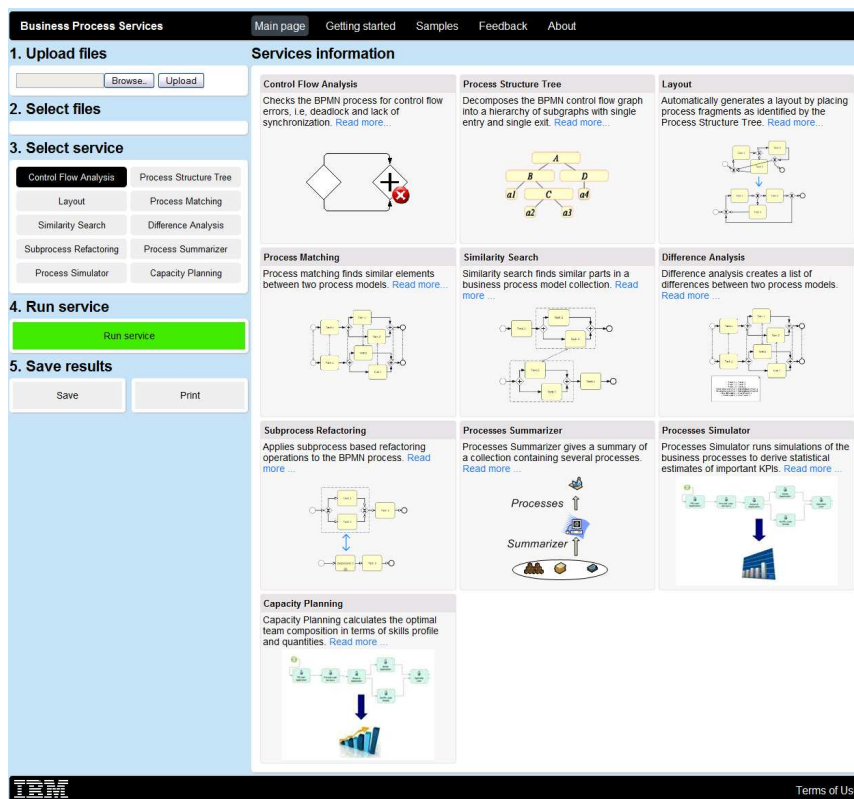 Business Process Services
Main page Getting started Samples Feedback About
1. Upload files
Browse.. Upload
2. Select files
3. Select service
Control Flow Analysis Process Structure Tree
Layout Process Matching
Similarity Search Difference Analysis
Subprocess Refactoring Process Summarizer
Process Simulator Capacity Planning
4. Run service
Run service
5. Save results
Save Print
Services information
Control Flow Analysis
Checks the BPMN process for control flow
errors, i.e, deadlock and lack of
synchronization. Read more...
Process Structure Tree
Decomposes the BPMN control flow graph
into a hierarchy of subgraphs with single
entry and single exit. Read more...
A
B D
a1 C a4
a2 a3
Layout
Automatically generates a layout by placing
process fragments as identified by the
Process Structure Tree. Read more...
Process Matching
Process matching finds similar elements
between two process models. Read more...
Similarity Search
Similarity search finds similar parts in a
business process model collection. Read
more ...
Difference Analysis
Difference analysis creates a list of
differences between two process models.
Read more ...
Subprocess Refactoring
Applies subprocess based refactoring
operations to the BPMN process. Read
more ...
Processes Summarizer
Processes Summarizer gives a summary of
a collection containing several processes.
Read more ...
Processes
Summarizer
Processes Simulator
Processes Simulator runs simulations of the
business processes to derive statistical
estimates of important KPIs. Read more ...
Capacity Planning
Capacity Planning calculates the optimal
team composition in terms of skills profile
and quantities. Read more ...
IBM
Terms of Us